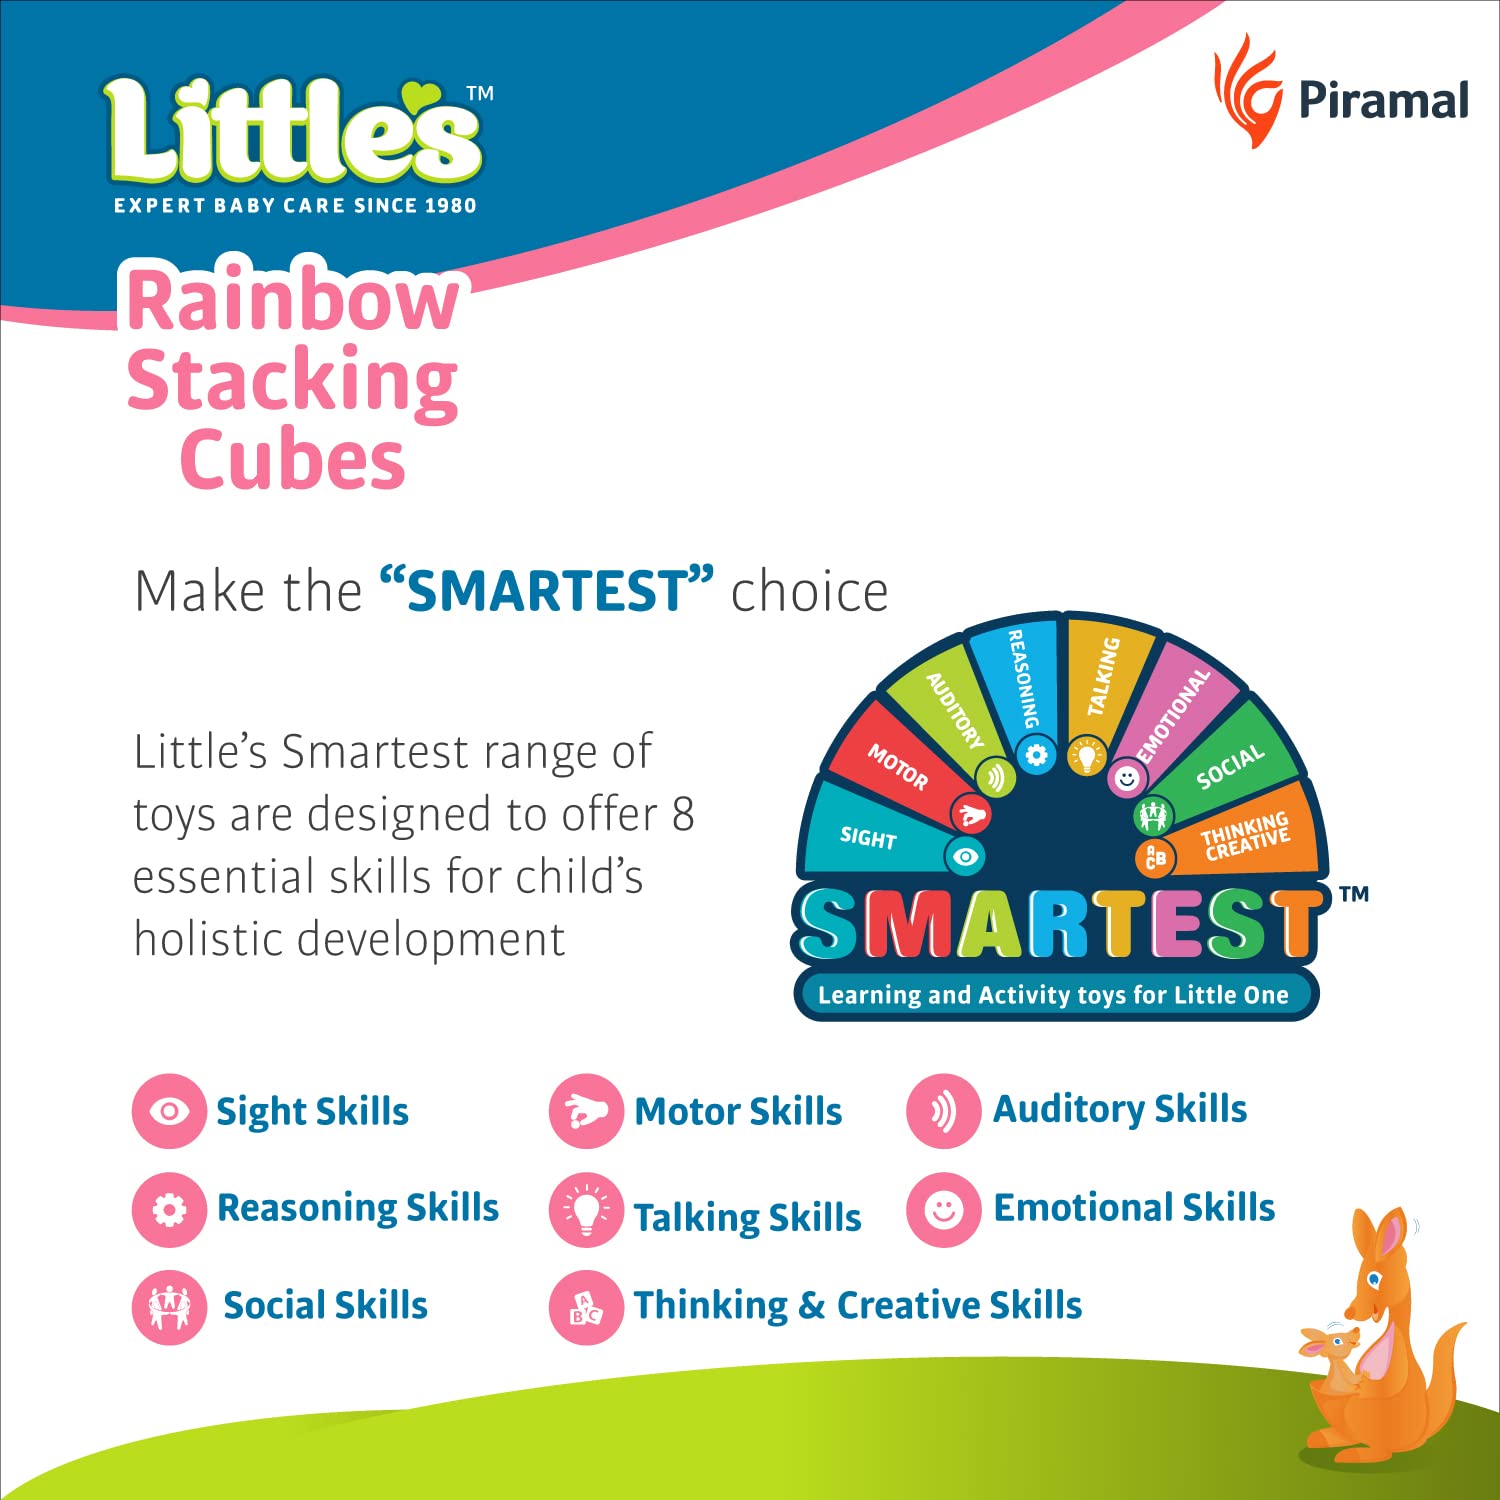 Little's™
EXPERT BABY CARE SINCE 1980
Piramal
Rainbow
Stacking
Cubes
Make the “SMARTEST” choice
Little’s Smartest range of
toys are designed to offer 8
essential skills for child’s
holistic development
SIGHT
MOTOR
AUDITORY
REASONING
TALKING
EMOTIONAL
SOCIAL
THINKING
CREATIVE
A
B
C
SMARTEST™
Learning and Activity toys for Little One
Sight Skills
Motor Skills
Auditory Skills
Reasoning Skills
Talking Skills
Emotional Skills
Social Skills
A
B
C
Thinking & Creative Skills